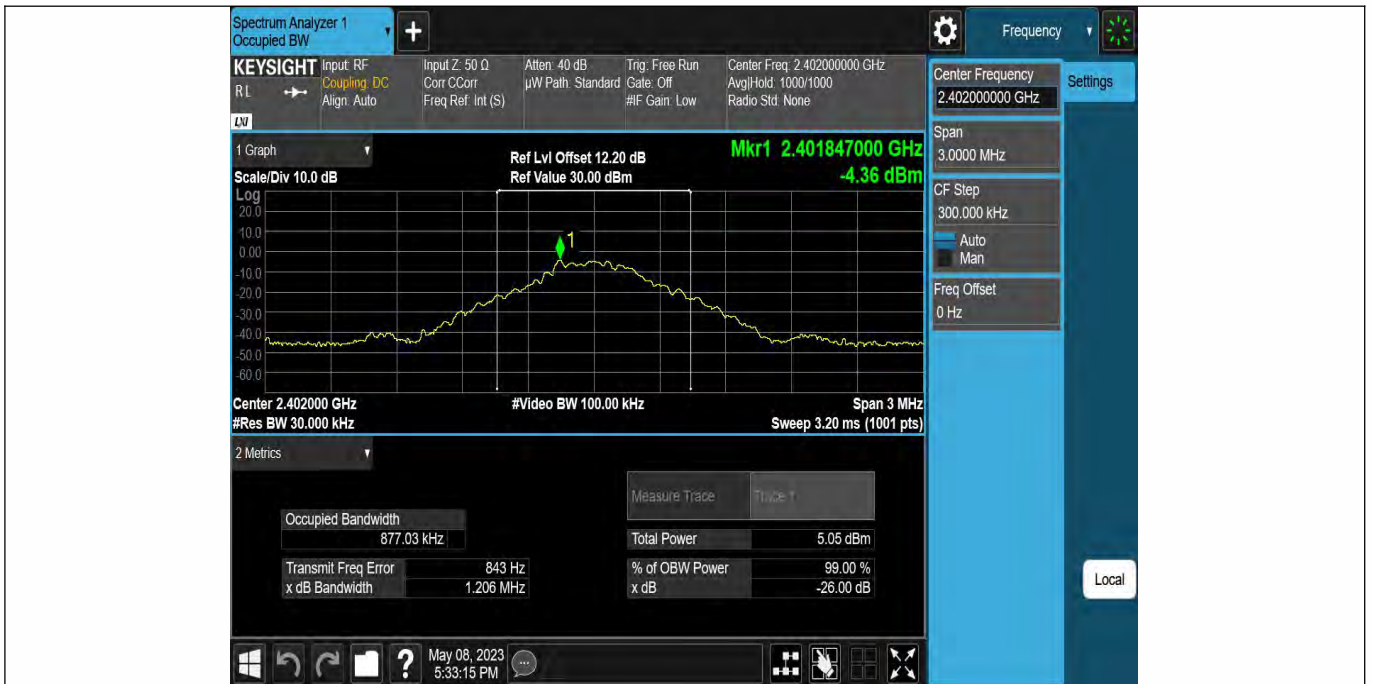 Spectrum Analyzer 1
Occupied BW
+
Frequency
KEYSIGHT
R L
LXI
Input: RF
Coupling: DC
Align: Auto
Input Z: 50 Ω
Corr CCorr
Freq Ref: Int (S)
Atten: 40 dB
µW Path: Standard
Trig: Free Run
Gate: Off
#IF Gain: Low
Center Freq: 2.402000000 GHz
Avg|Hold: 1000/1000
Radio Std: None
Center Frequency
2.402000000 GHz
Settings
Span
3.0000 MHz
CF Step
300.000 kHz
Auto
Man
Freq Offset
0 Hz
1 Graph
Scale/Div 10.0 dB
Ref Lvl Offset 12.20 dB
Ref Value 30.00 dBm
Mkr1 2.401847000 GHz
-4.36 dBm
Log
20.0
10.0
0.00
-10.0
-20.0
-30.0
-40.0
-50.0
-60.0
1
Center 2.402000 GHz
#Video BW 100.00 kHz
Span 3 MHz
#Res BW 30.000 kHz
Sweep 3.20 ms (1001 pts)
2 Metrics
Measure Trace Trace 1
Occupied Bandwidth
877.03 kHz
Total Power 5.05 dBm
Transmit Freq Error 843 Hz
% of OBW Power 99.00 %
x dB Bandwidth 1.206 MHz
x dB -26.00 dB
Local
?
May 08, 2023
5:33:15 PM